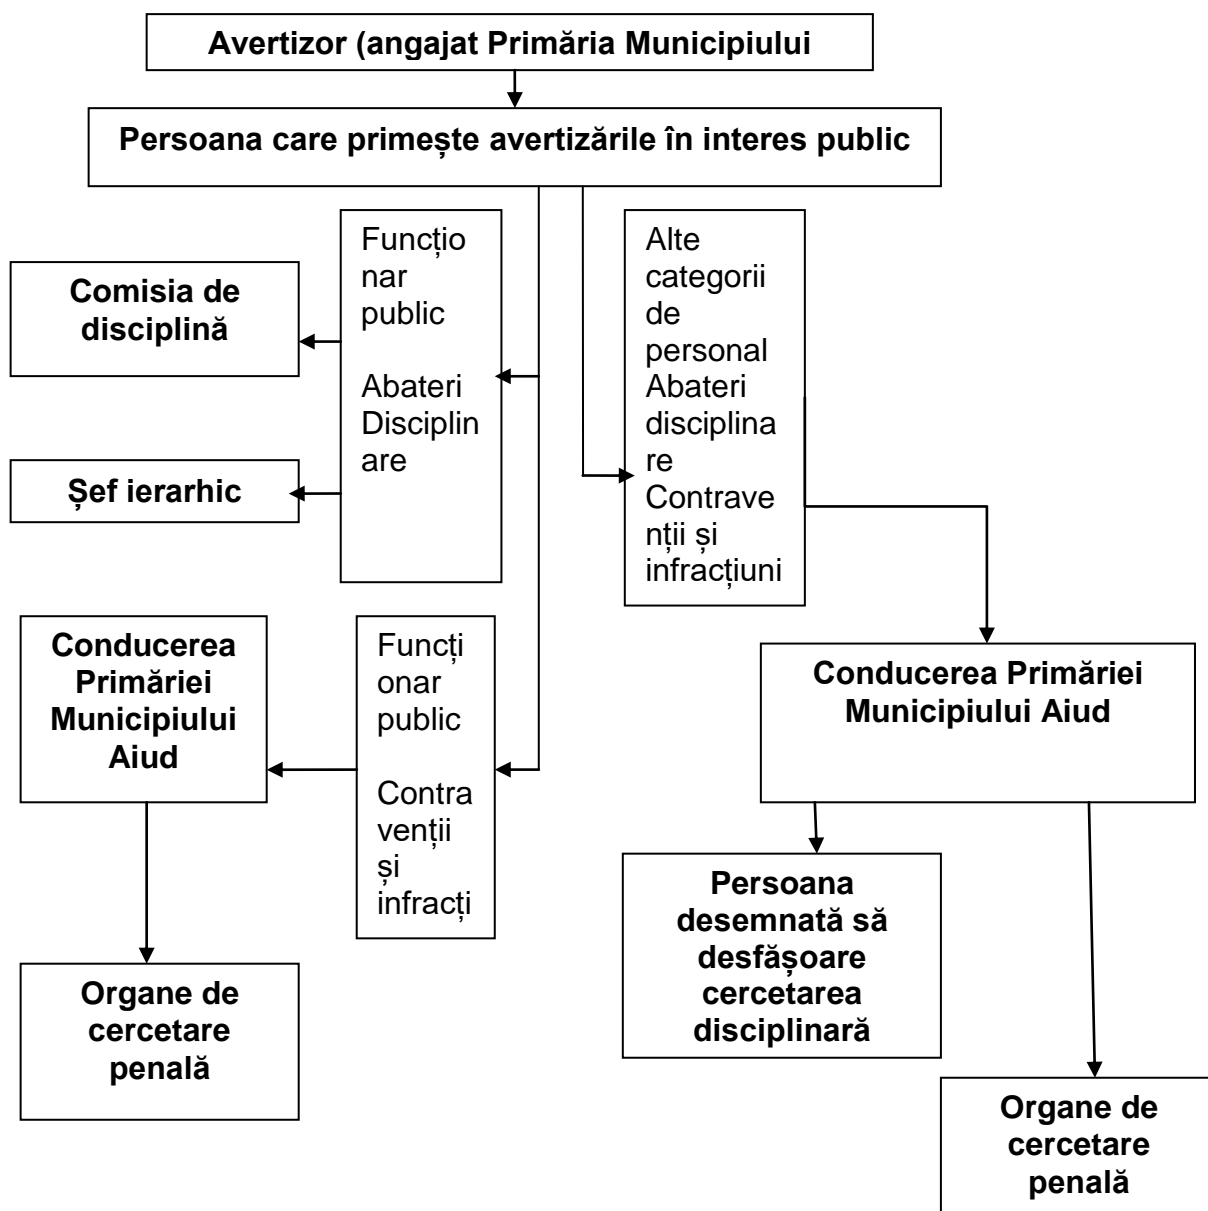 Avertizor (angajat Primăria Municipiului
Persoana care primește avertizările în interes public
Funcțio
nar
public
Abateri
Disciplin
are
Alte
categorii
de
personal
Abateri
disciplina
re
Contrave
nții și
infracțiuni
Comisia de
disciplină
Șef ierarhic
Conducerea
Primăriei
Municipiului
Aiud
Funcți
onar
public
Contra
venții
și
infracți
Conducerea Primăriei
Municipiului Aiud
Persoana
desemnată să
desfășoare
cercetarea
disciplinară
Organe de
cercetare
penală
Organe de
cercetare
penală